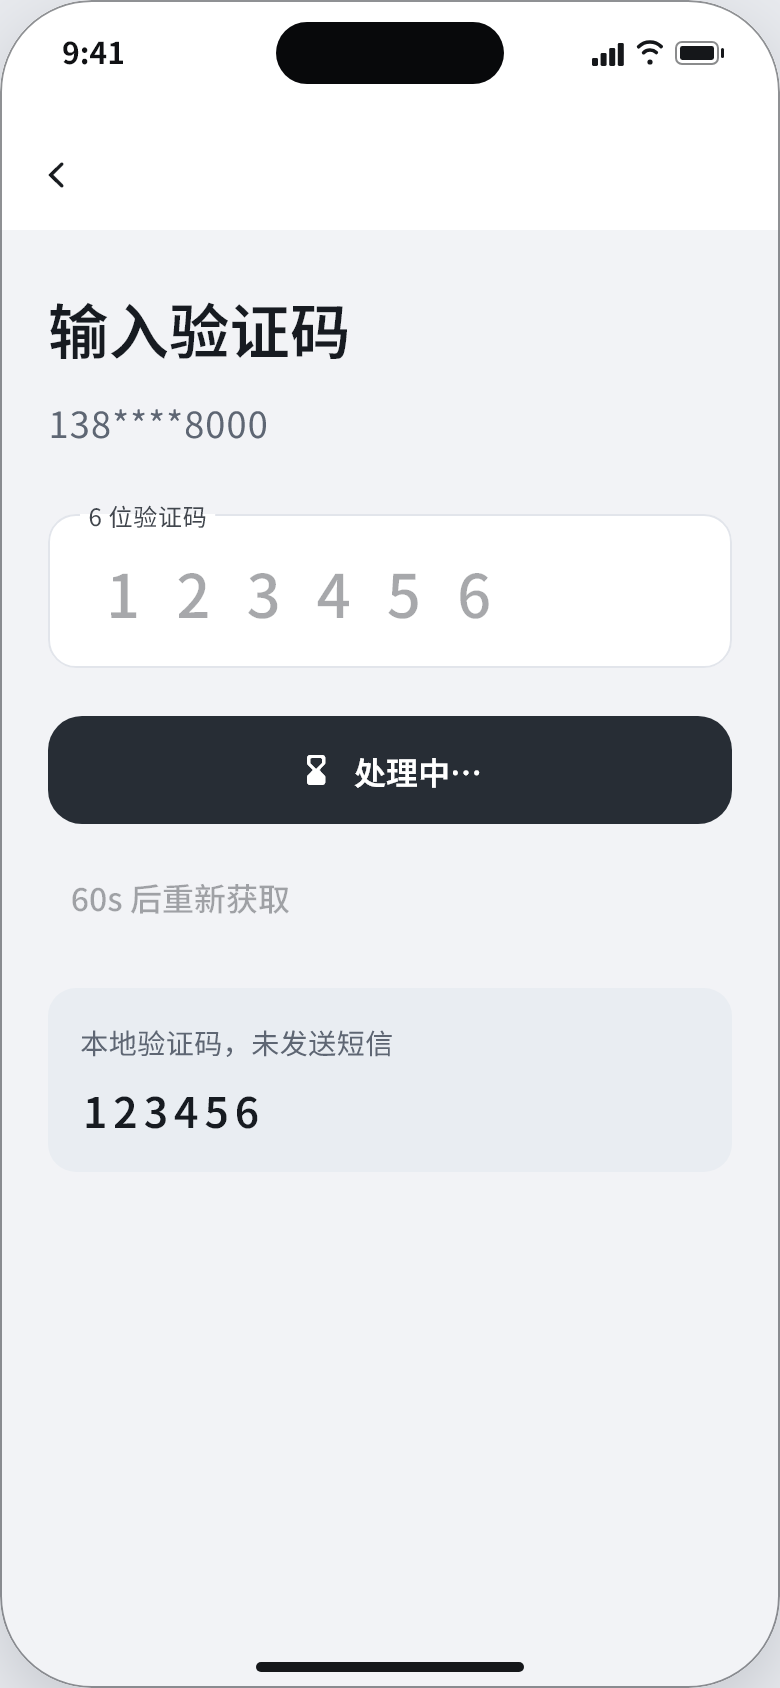 9:41
输入验证码
138****8000
6 位验证码
1 2 3 4 5 6
处理中…
60s 后重新获取
本地验证码，未发送短信
123456